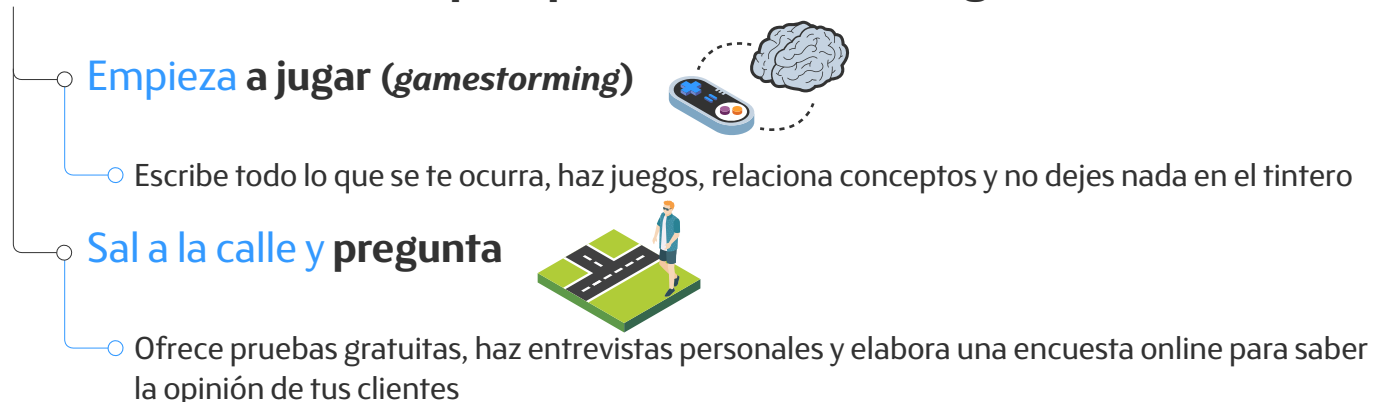 Empieza a jugar (gamestorming)
Escribe todo lo que se te ocurra, haz juegos, relaciona conceptos y no dejes nada en el tintero
Sal a la calle y pregunta
Ofrece pruebas gratuitas, haz entrevistas personales y elabora una encuesta online para saber
la opinión de tus clientes